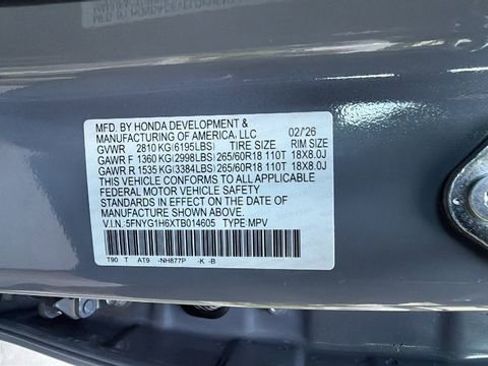 MFD. BY HONDA DEVELOPMENT &
MANUFACTURING OF AMERICA, LLC 02/'26
GVWR 2810 KG (6195LBS) TIRE SIZE RIM SIZE
GAWR F 1360 KG (2998LBS) 265/60R18 110T 18X8.0J
GAWR R 1535 KG (3384LBS) 265/60R18 110T 18X8.0J
THIS VEHICLE CONFORMS TO ALL APPLICABLE
FEDERAL MOTOR VEHICLE SAFETY
STANDARDS IN EFFECT ON THE DATE OF
MANUFACTURE SHOWN ABOVE.
V.I.N.:5FNYG1H6XTB014605 TYPE:MPV
T90 T AT9 -NH877P -K -B